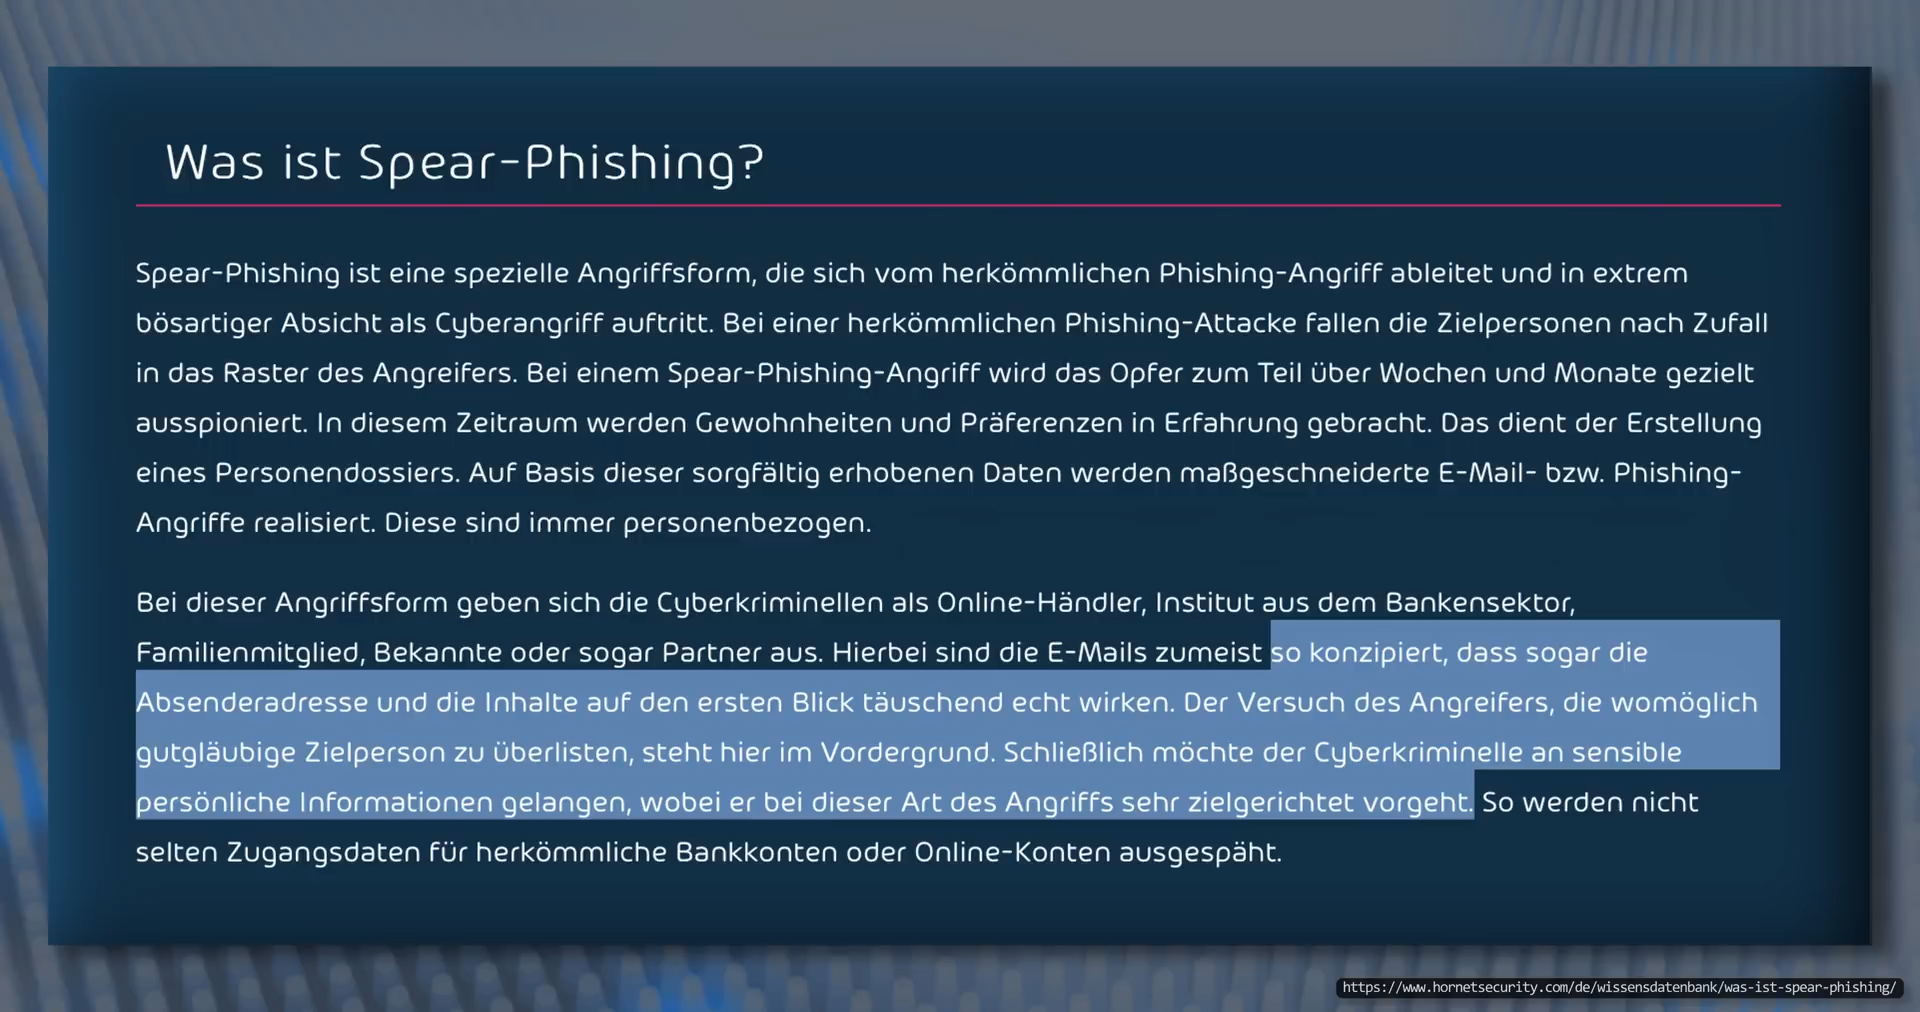 Was ist Spear-Phishing?
Spear-Phishing ist eine spezielle Angriffsform, die sich vom herkömmlichen Phishing-Angriff ableitet und in extrem
bösartiger Absicht als Cyberangriff auftritt. Bei einer herkömmlichen Phishing-Attacke fallen die Zielpersonen nach Zufall
in das Raster des Angreifers. Bei einem Spear-Phishing-Angriff wird das Opfer zum Teil über Wochen und Monate gezielt
ausspioniert. In diesem Zeitraum werden Gewohnheiten und Präferenzen in Erfahrung gebracht. Das dient der Erstellung
eines Personendossiers. Auf Basis dieser sorgfältig erhobenen Daten werden maßgeschneiderte E-Mail- bzw. Phishing-
Angriffe realisiert. Diese sind immer personenbezogen.
Bei dieser Angriffsform geben sich die Cyberkriminellen als Online-Händler, Institut aus dem Bankensektor,
Familienmitglied, Bekannte oder sogar Partner aus. Hierbei sind die E-Mails zumeist so konzipiert, dass sogar die
Absenderadresse und die Inhalte auf den ersten Blick täuschend echt wirken. Der Versuch des Angreifers, die womöglich
gutgläubige Zielperson zu überlisten, steht hier im Vordergrund. Schließlich möchte der Cyberkriminelle an sensible
persönliche Informationen gelangen, wobei er bei dieser Art des Angriffs sehr zielgerichtet vorgeht. So werden nicht
selten Zugangsdaten für herkömmliche Bankkonten oder Online-Konten ausgespäht.
https://www.hornetsecurity.com/de/wissensdatenbank/was-ist-spear-phishing/